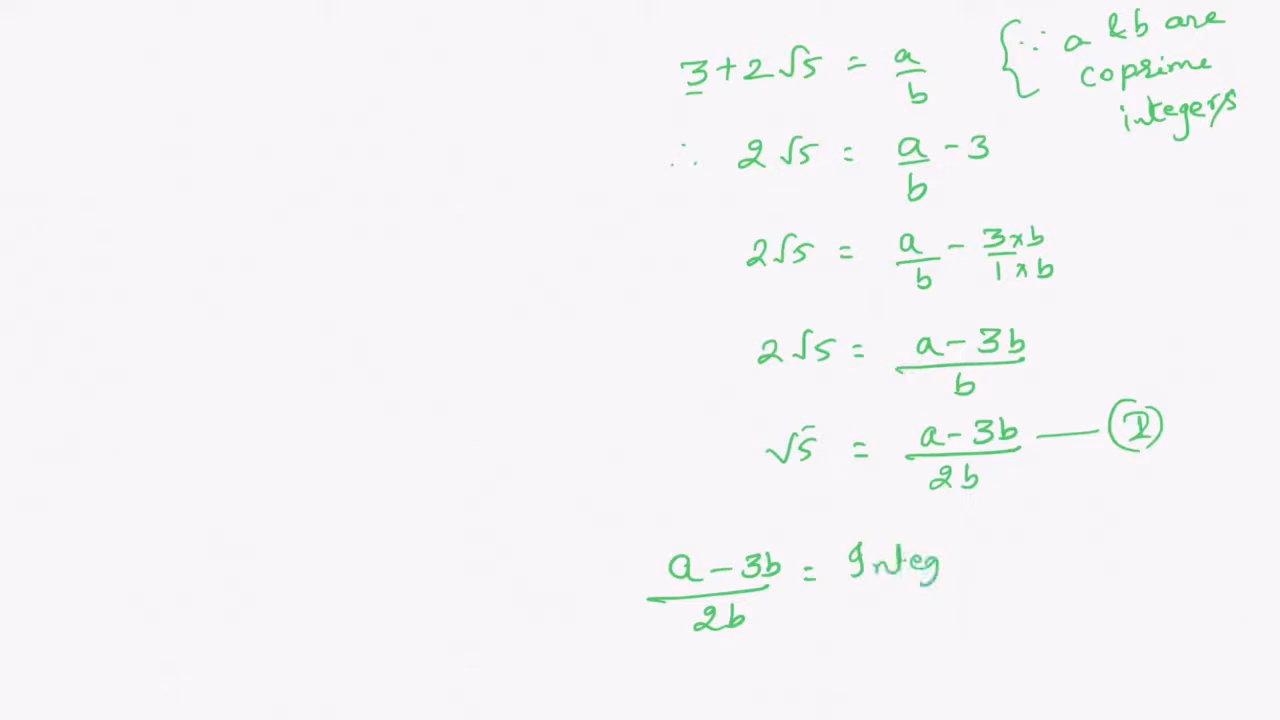 3 + 2√5 = a/b { ∵ a & b are
coprime
integers
∴ 2√5 = a/b - 3
2√5 = a/b - 3×b/1×b
2√5 = a - 3b/b
√5 = a - 3b/2b — I
a - 3b/2b = Integ